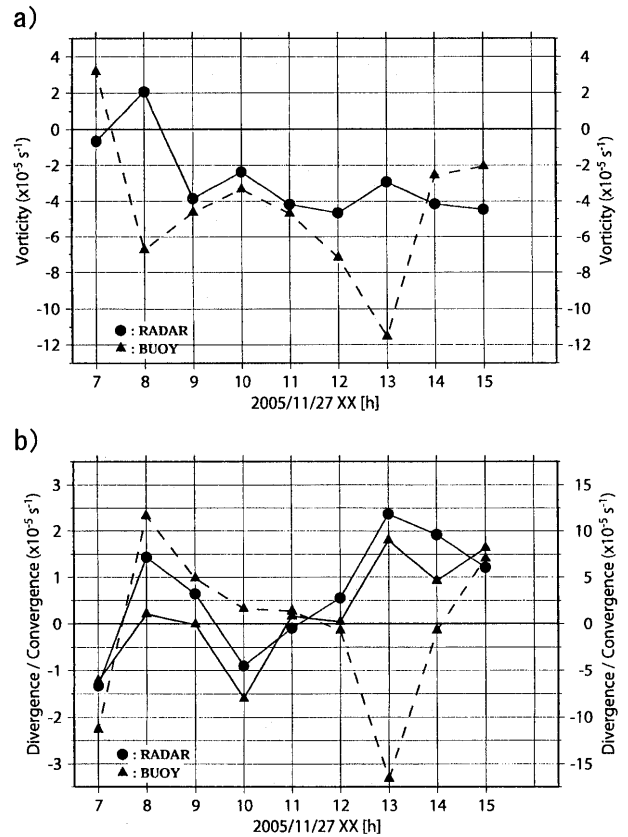 a)
4 4
2 2
0 0
-2 -2
-4 -4
-6 -6
-8 -8
-10 -10
-12 -12
Vorticity (x10-5 s-1)
Vorticity (x10-5 s-1)
● : RADAR
▲ : BUOY
7 8 9 10 11 12 13 14 15
2005/11/27 XX [h]
b)
3 15
2 10
1 5
0 0
-1 -5
-2 -10
-3 -15
Divergence / Convergence (x10-5 s-1)
Divergence / Convergence (x10-5 s-1)
● : RADAR
▲ : BUOY
7 8 9 10 11 12 13 14 15
2005/11/27 XX [h]